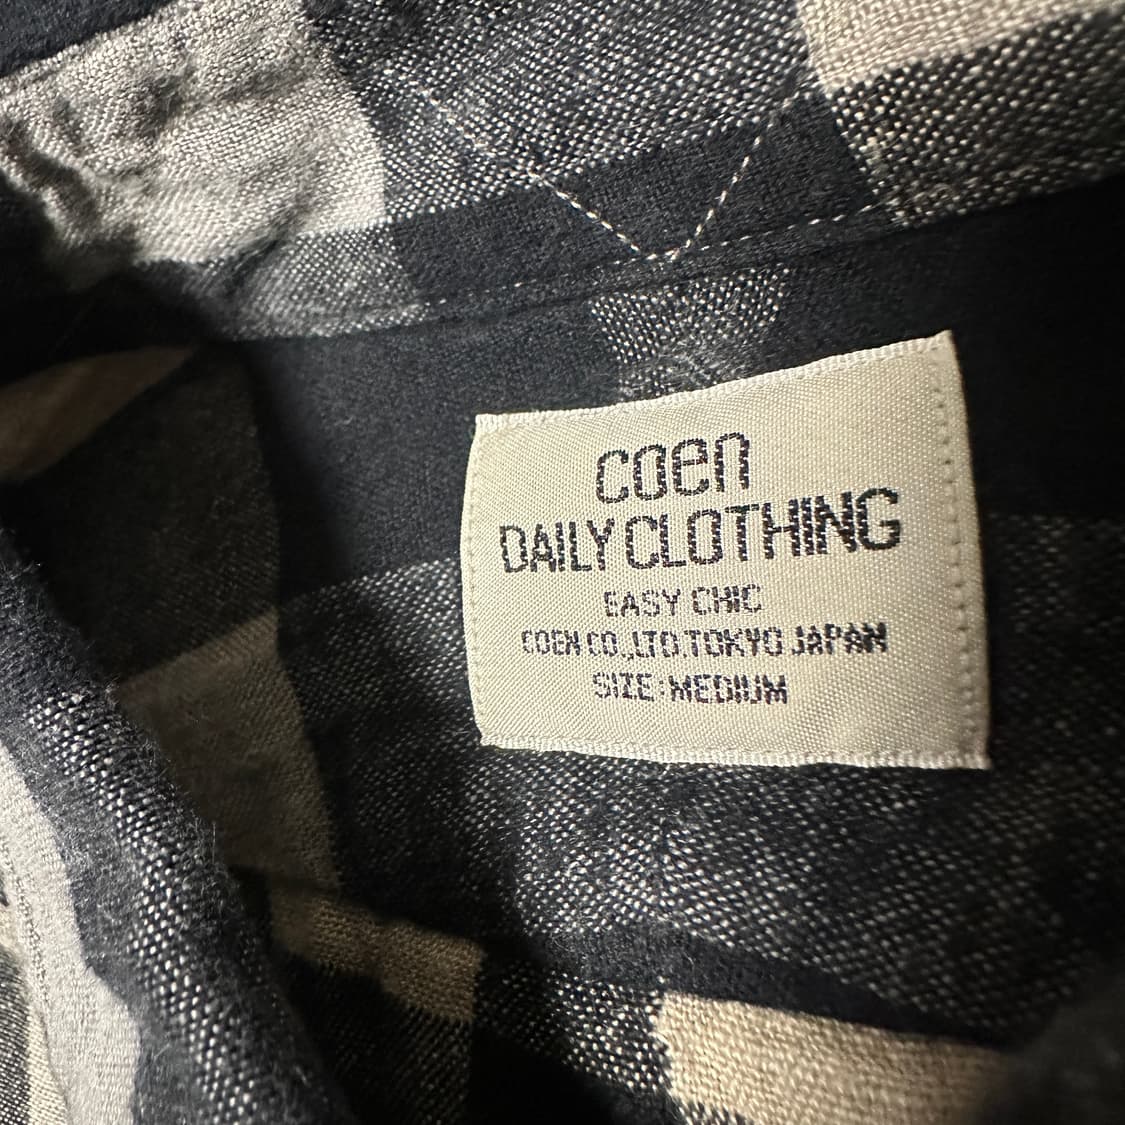 coen
DAILY CLOTHING
EASY CHIC
COEN CO.,LTD.TOKYO JAPAN
SIZE:MEDIUM